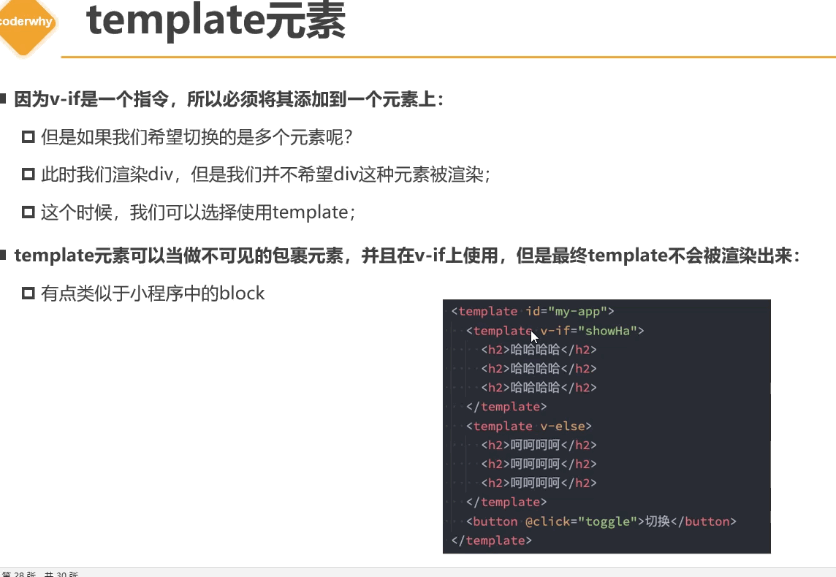 coderwhy
template元素
因为v-if是一个指令，所以必须将其添加到一个元素上：
但是如果我们希望切换的是多个元素呢？
此时我们渲染div，但是我们并不希望div这种元素被渲染；
这个时候，我们可以选择使用template；
template元素可以当做不可见的包裹元素，并且在v-if上使用，但是最终template不会被渲染出来：
有点类似于小程序中的block
<template id="my-app">
<template v-if="showHa">
<h2>哈哈哈哈</h2>
<h2>哈哈哈哈</h2>
<h2>哈哈哈哈</h2>
</template>
<template v-else>
<h2>呵呵呵呵</h2>
<h2>呵呵呵呵</h2>
<h2>呵呵呵呵</h2>
</template>
<button @click="toggle">切换</button>
</template>
第 28 张，共 30 张